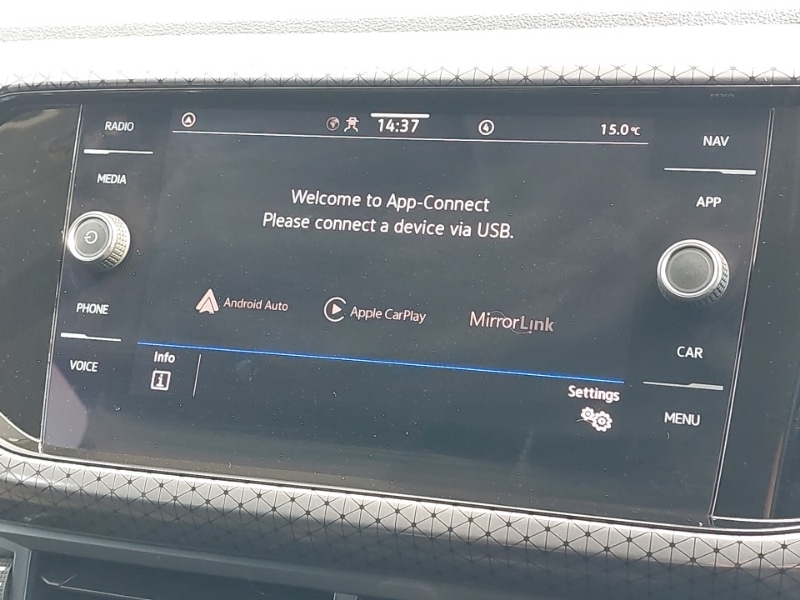 RADIO
MEDIA
PHONE
VOICE
14:37
4
15.0°C
Welcome to App-Connect
Please connect a device via USB.
Android Auto
Apple CarPlay
MirrorLink
Info
i
Settings
NAV
APP
CAR
MENU